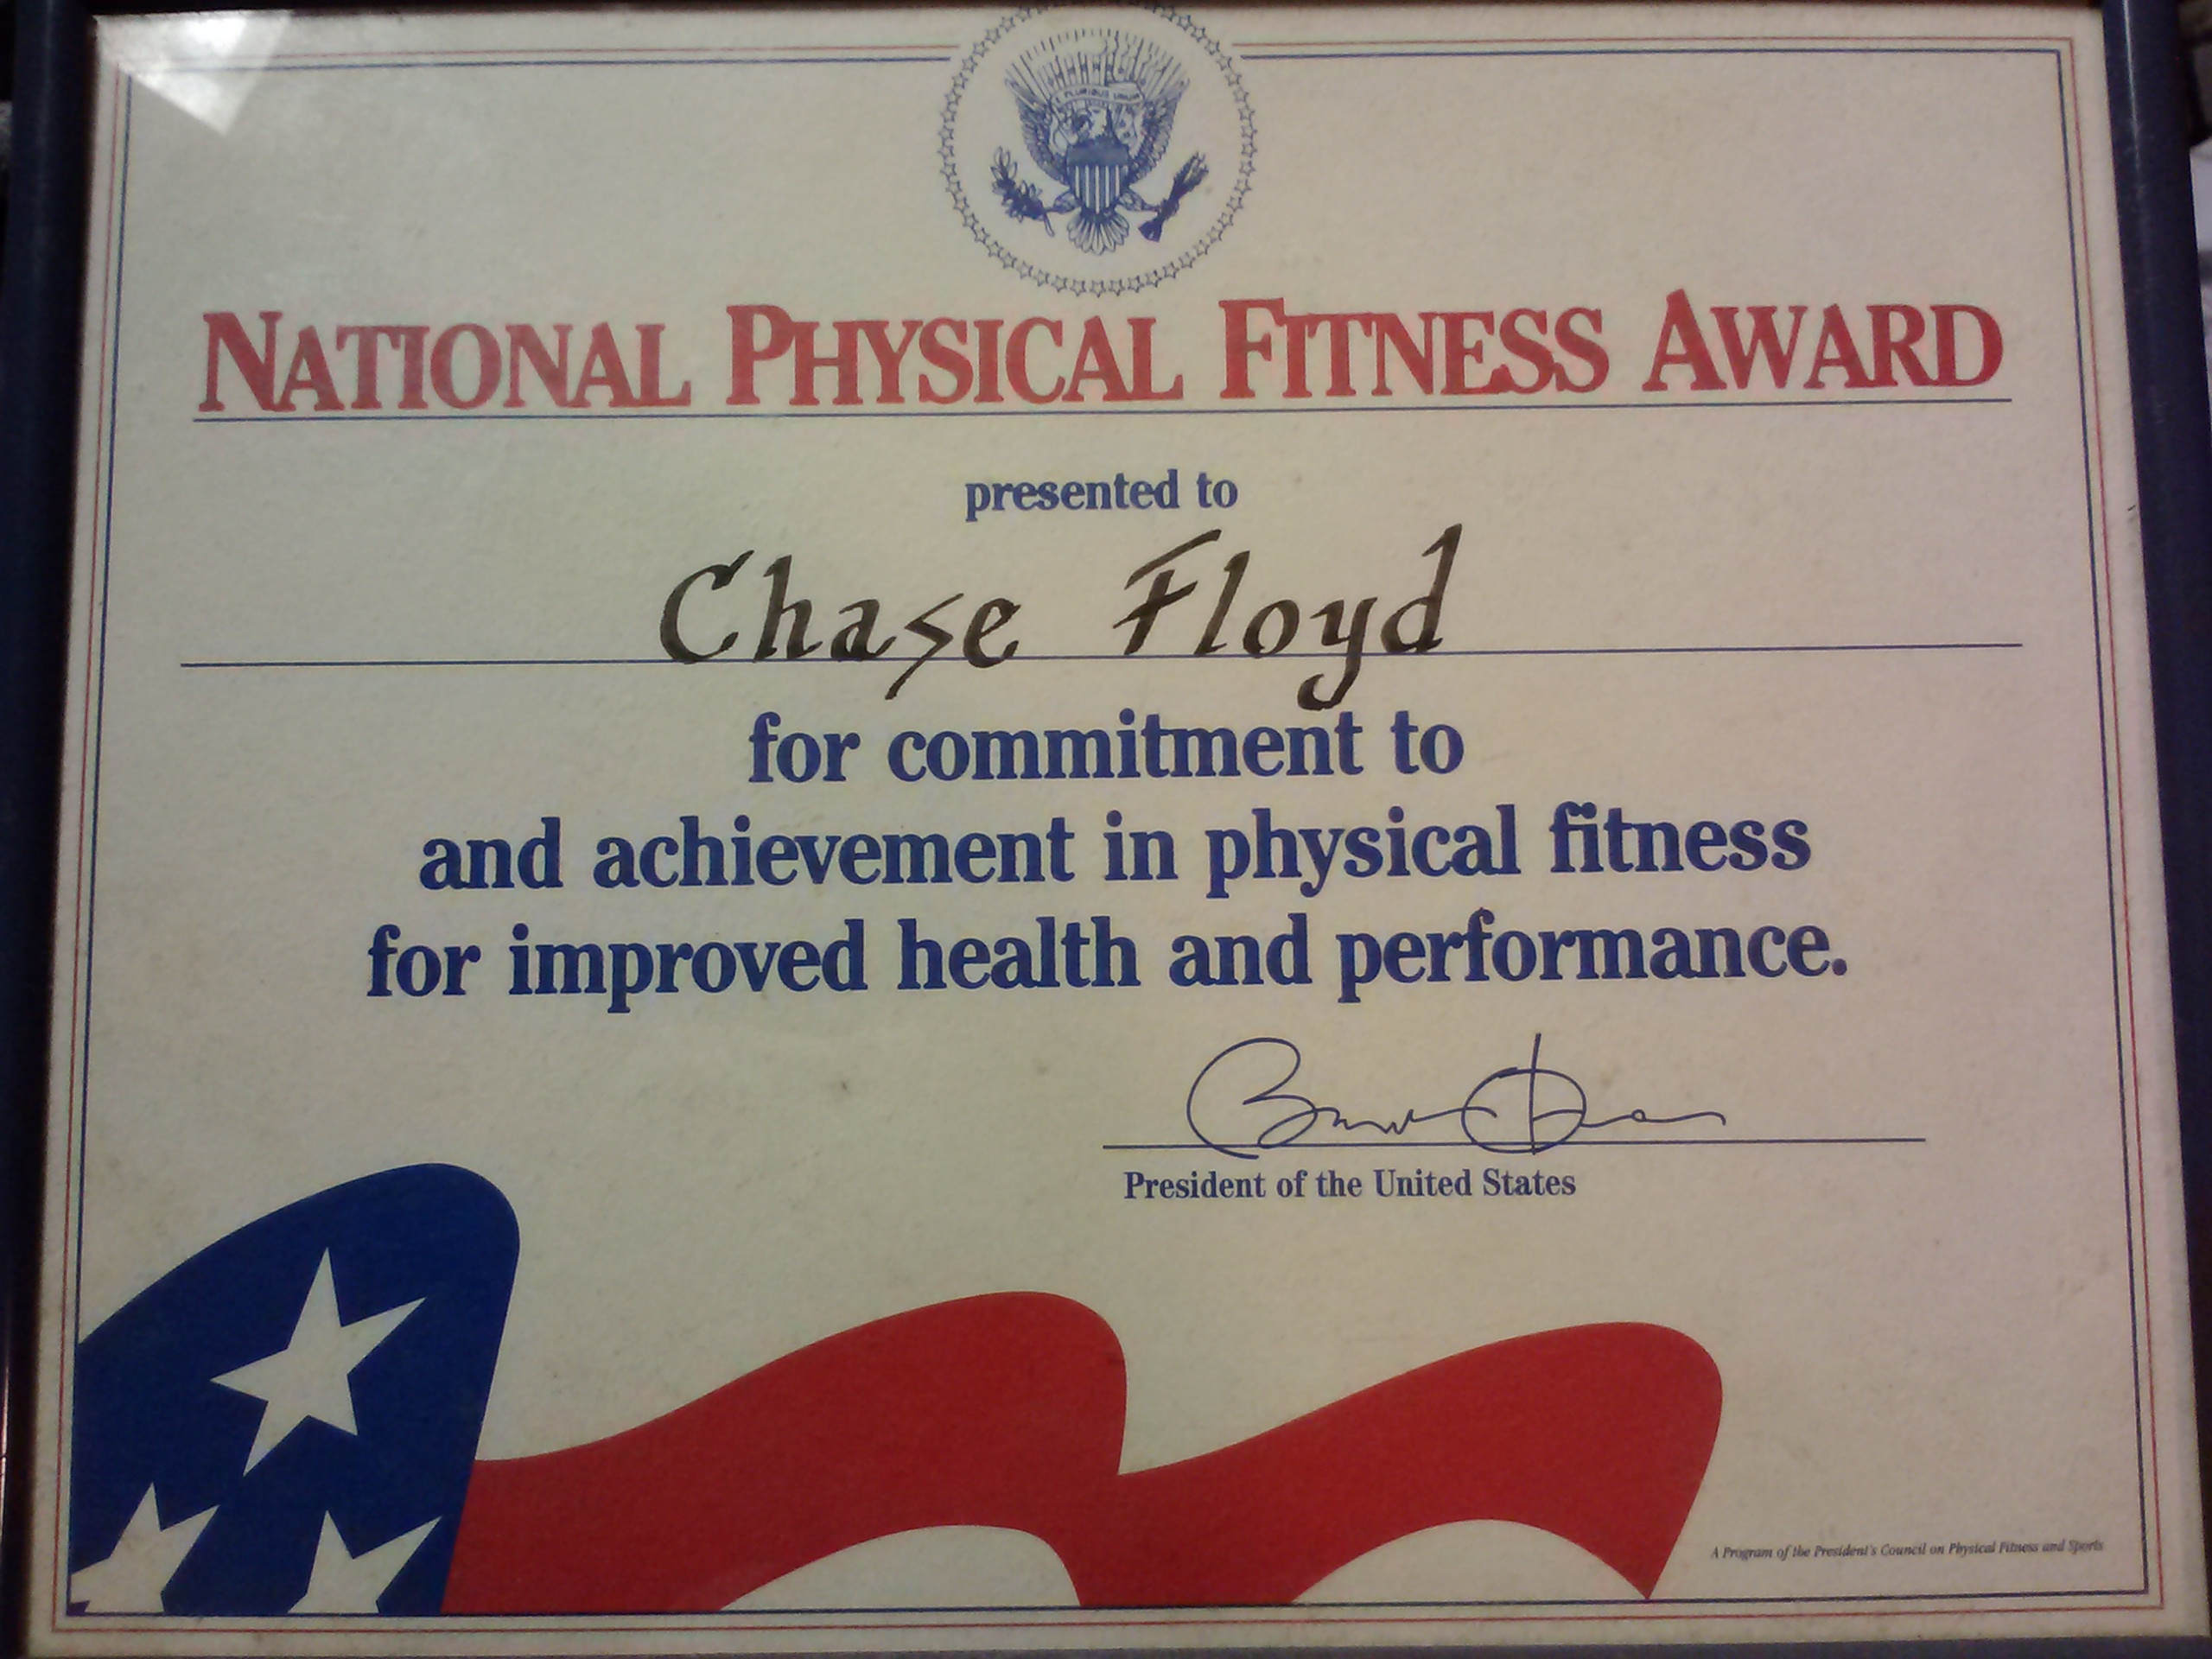 E PLURIBUS UNUM
NATIONAL PHYSICAL FITNESS AWARD
presented to
Chase Floyd
for commitment to
and achievement in physical fitness
for improved health and performance.
President of the United States
A Program of the President's Council on Physical Fitness and Sports